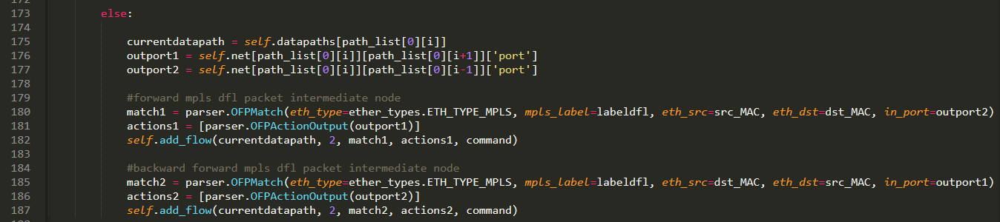 173 else:
174
175 currentdatapath = self.datapaths[path_list[0][i]]
176 outport1 = self.net[path_list[0][i]][path_list[0][i+1]]['port']
177 outport2 = self.net[path_list[0][i]][path_list[0][i-1]]['port']
178
179 #forward mpls dfl packet intermediate node
180 match1 = parser.OFPMatch(eth_type=ether_types.ETH_TYPE_MPLS, mpls_label=labeldfl, eth_src=src_MAC, eth_dst=dst_MAC, in_port=outport2)
181 actions1 = [parser.OFPActionOutput(outport1)]
182 self.add_flow(currentdatapath, 2, match1, actions1, command)
183
184 #backward forward mpls dfl packet intermediate node
185 match2 = parser.OFPMatch(eth_type=ether_types.ETH_TYPE_MPLS, mpls_label=labeldfl, eth_src=dst_MAC, eth_dst=src_MAC, in_port=outport1)
186 actions2 = [parser.OFPActionOutput(outport2)]
187 self.add_flow(currentdatapath, 2, match2, actions2, command)